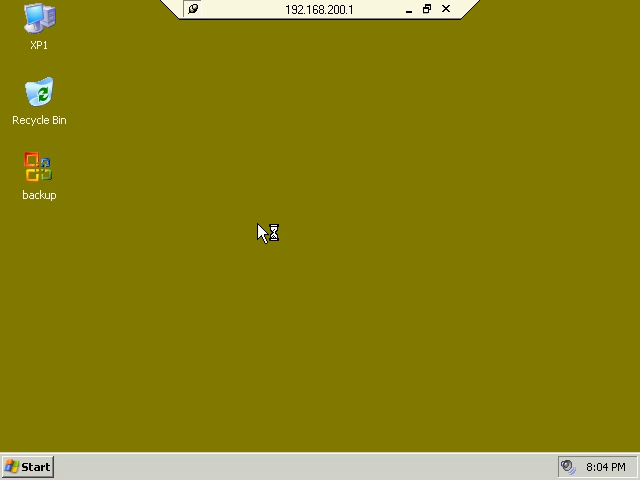 192.168.200.1
XP1
Recycle Bin
backup
Start
8:04 PM